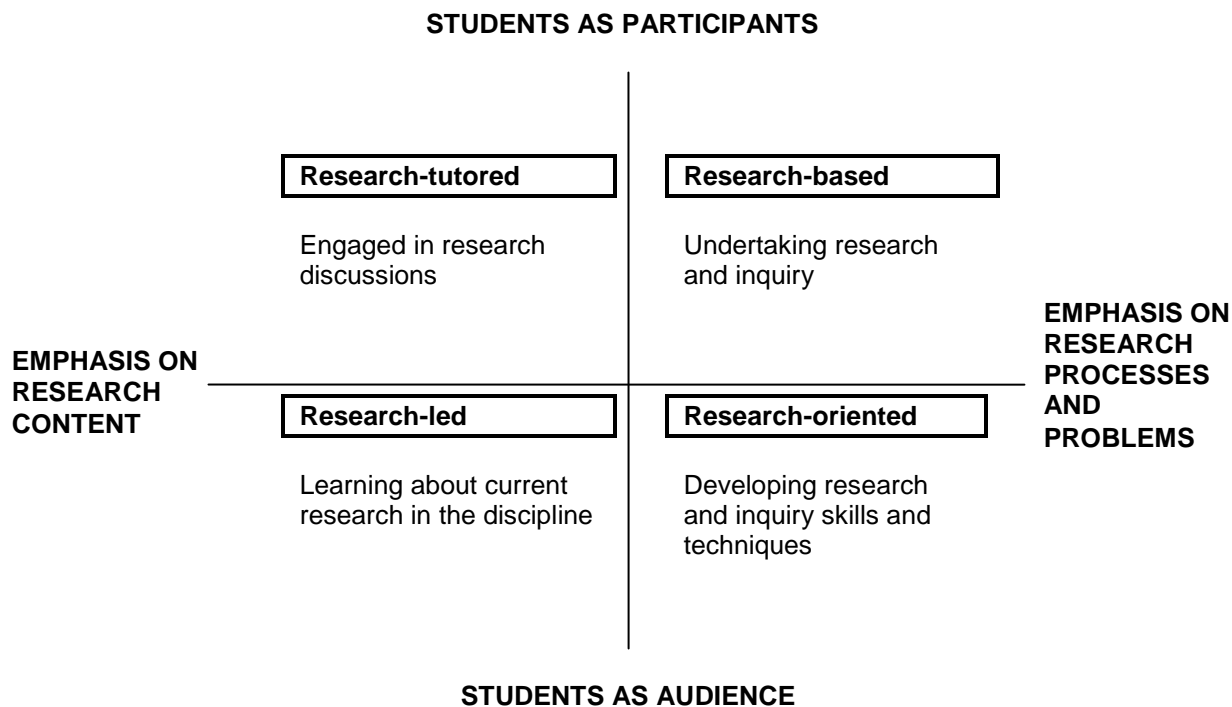 STUDENTS AS PARTICIPANTS
Research-tutored
Engaged in research
discussions
Research-based
Undertaking research
and inquiry
EMPHASIS ON
RESEARCH
CONTENT
EMPHASIS ON
RESEARCH
PROCESSES
AND
PROBLEMS
Research-led
Learning about current
research in the discipline
Research-oriented
Developing research
and inquiry skills and
techniques
STUDENTS AS AUDIENCE